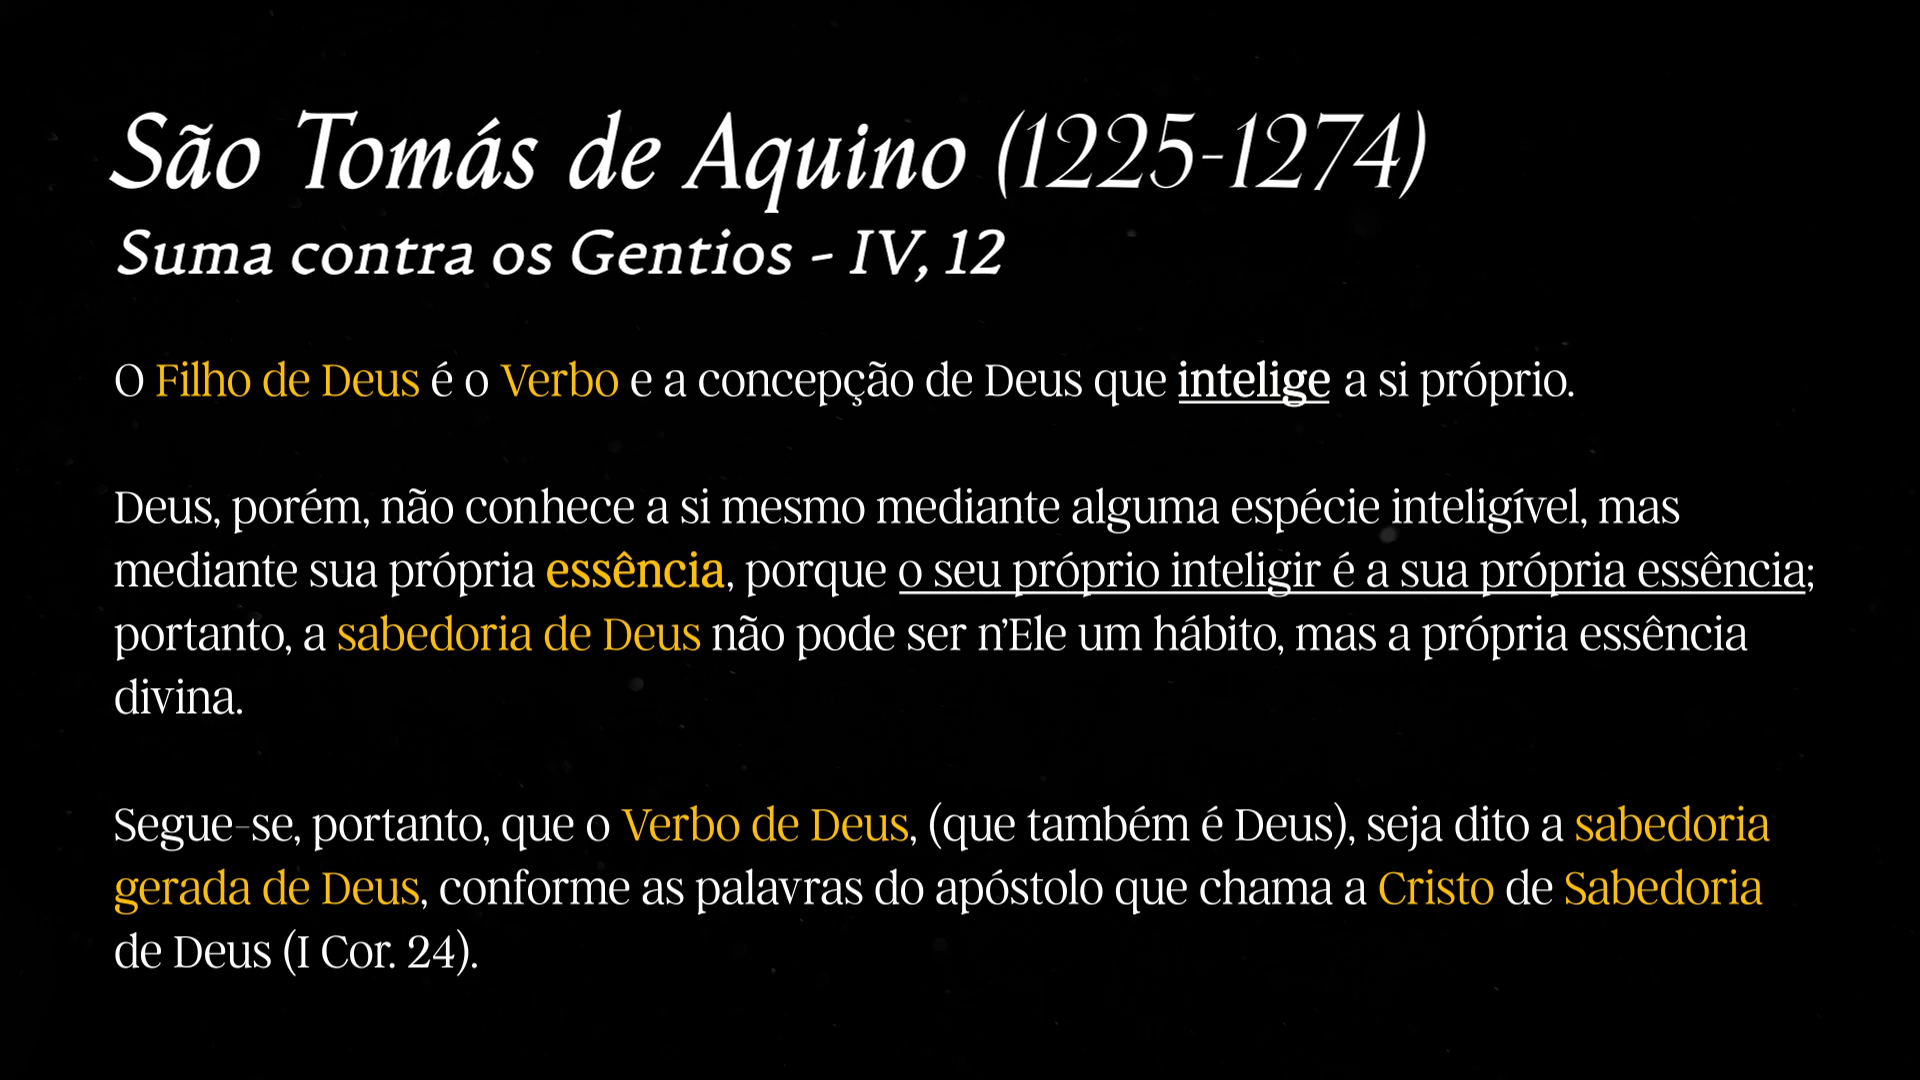 São Tomás de Aquino (1225-1274)
Suma contra os Gentios - IV, 12
O Filho de Deus é o Verbo e a concepção de Deus que intelige a si próprio.
Deus, porém, não conhece a si mesmo mediante alguma espécie inteligível, mas
mediante sua própria essência, porque o seu próprio inteligir é a sua própria essência;
portanto, a sabedoria de Deus não pode ser n’Ele um hábito, mas a própria essência
divina.
Segue-se, portanto, que o Verbo de Deus, (que também é Deus), seja dito a sabedoria
gerada de Deus, conforme as palavras do apóstolo que chama a Cristo de Sabedoria
de Deus (I Cor. 24).